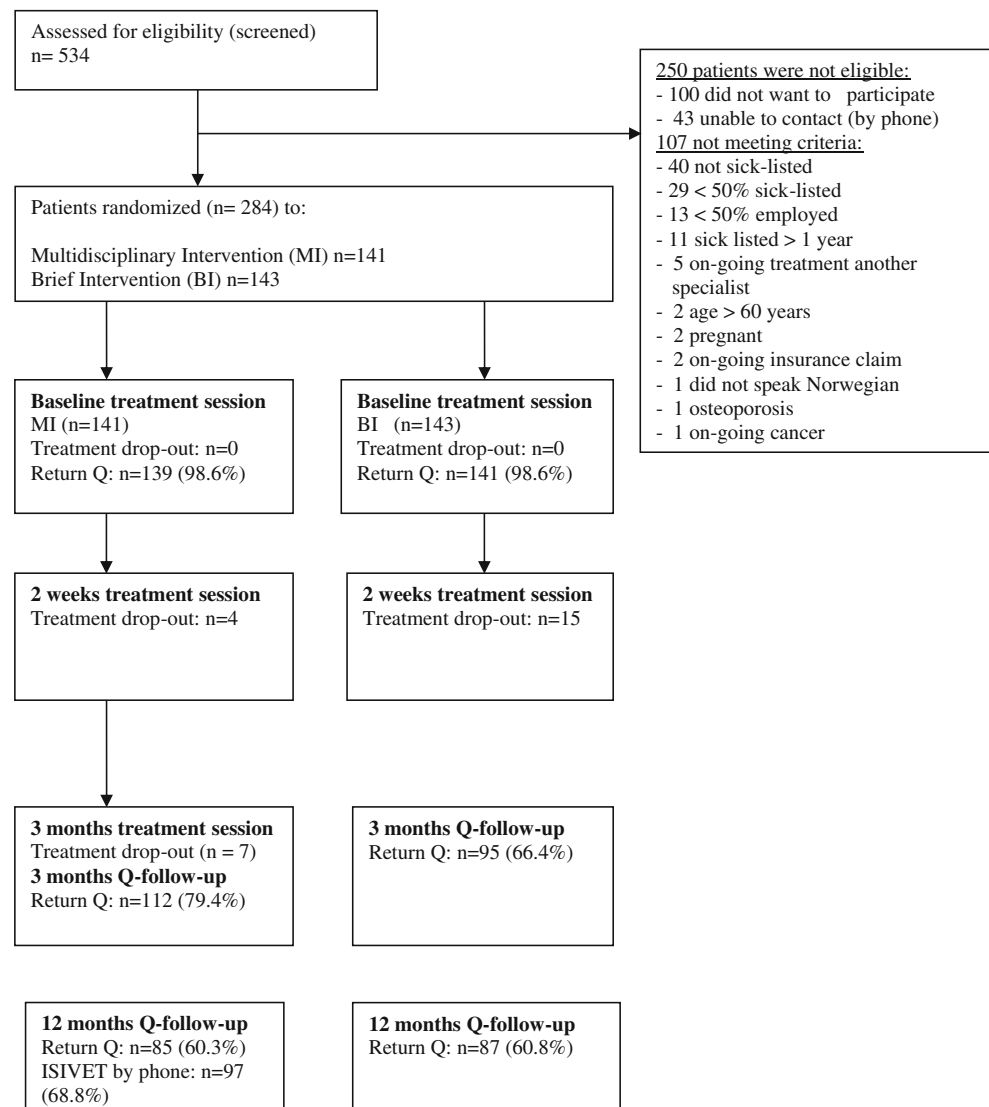 Assessed for eligibility (screened)
n= 534
250 patients were not eligible:
- 100 did not want to participate
- 43 unable to contact (by phone)
107 not meeting criteria:
- 40 not sick-listed
- 29 < 50% sick-listed
- 13 < 50% employed
- 11 sick listed > 1 year
- 5 on-going treatment another
specialist
- 2 age > 60 years
- 2 pregnant
- 2 on-going insurance claim
- 1 did not speak Norwegian
- 1 osteoporosis
- 1 on-going cancer
Patients randomized (n= 284) to:
Multidisciplinary Intervention (MI) n=141
Brief Intervention (BI) n=143
Baseline treatment session
MI (n=141)
Treatment drop-out: n=0
Return Q: n=139 (98.6%)
Baseline treatment session
BI (n=143)
Treatment drop-out: n=0
Return Q: n=141 (98.6%)
2 weeks treatment session
Treatment drop-out: n=4
2 weeks treatment session
Treatment drop-out: n=15
3 months treatment session
Treatment drop-out (n = 7)
3 months Q-follow-up
Return Q: n=112 (79.4%)
3 months Q-follow-up
Return Q: n=95 (66.4%)
12 months Q-follow-up
Return Q: n=85 (60.3%)
ISIVET by phone: n=97
(68.8%)
12 months Q-follow-up
Return Q: n=87 (60.8%)